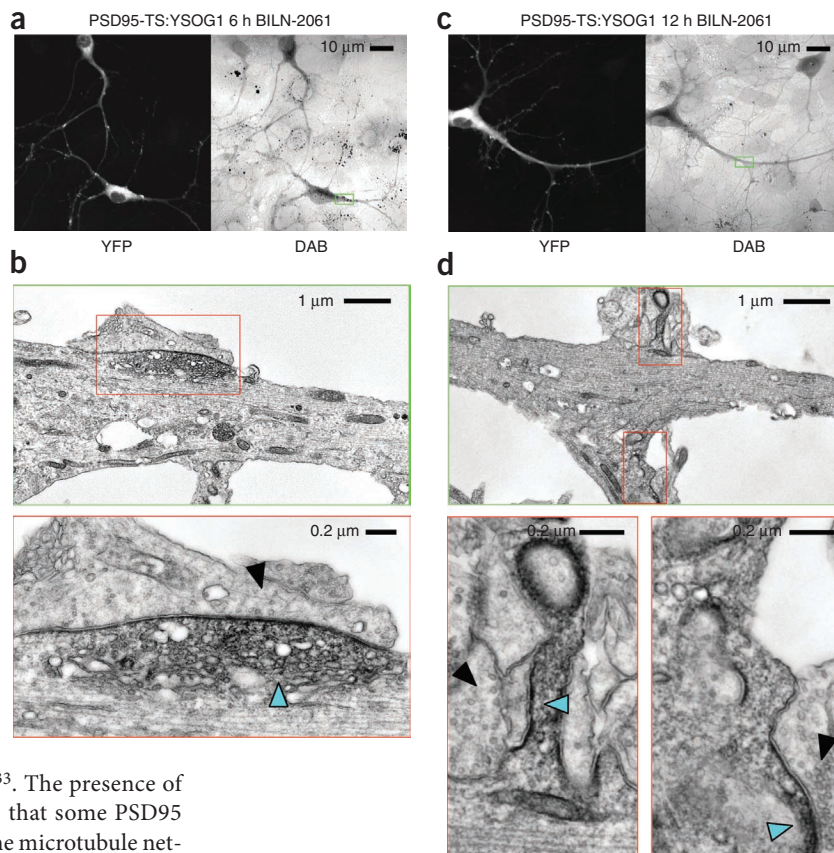 a
PSD95-TS:YSOG1 6 h BILN-2061
10 μm
YFP
DAB
b
1 μm
0.2 μm
c
PSD95-TS:YSOG1 12 h BILN-2061
10 μm
YFP
DAB
d
1 μm
0.2 μm
0.2 μm
33. The presence of
that some PSD95
ne microtubule net-